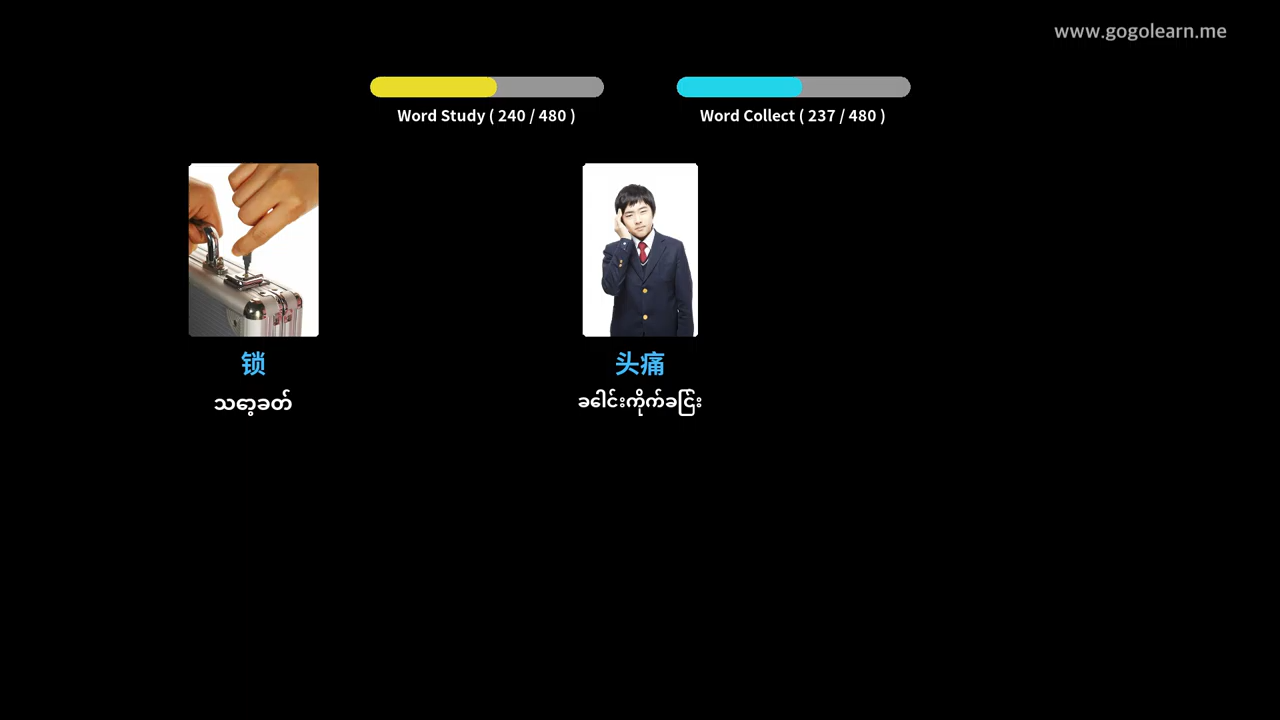 www.gogolearn.me
Word Study ( 240 / 480 )
Word Collect ( 237 / 480 )
锁
သော့ခတ်
头痛
ခေါင်းကိုက်ခြင်း